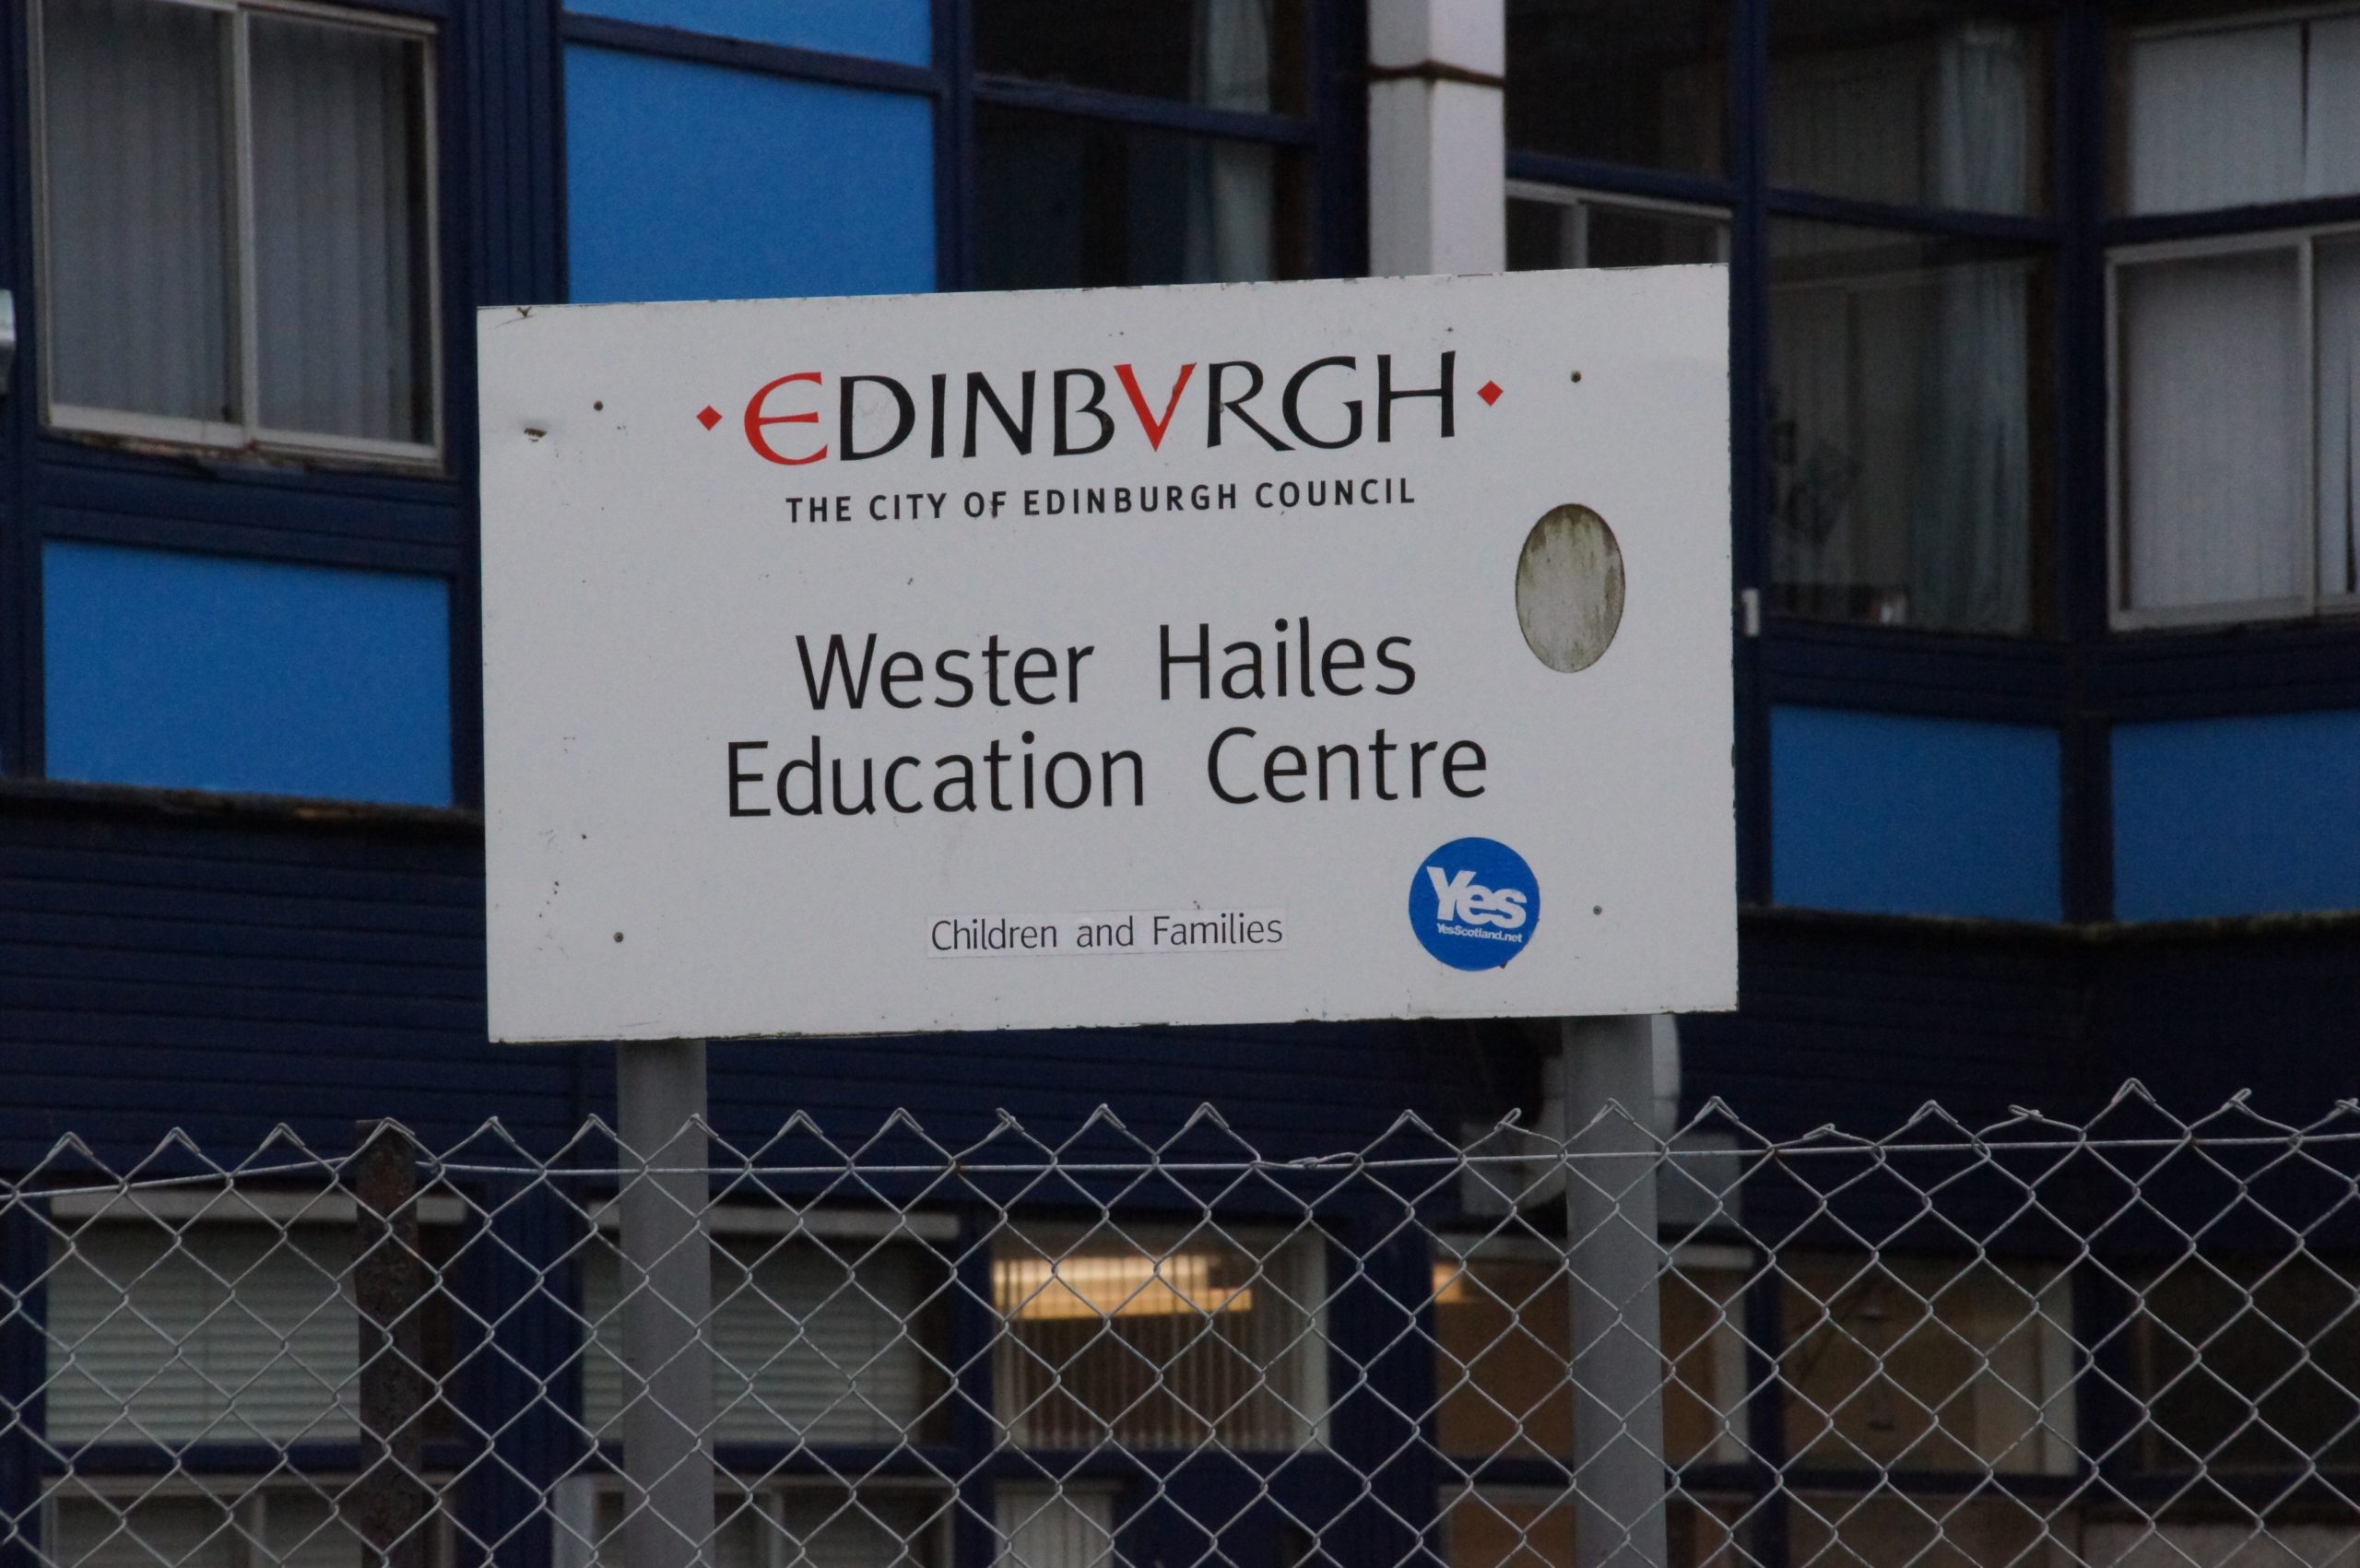 EDINBVRGH
THE CITY OF EDINBURGH COUNCIL
Wester Hailes
Education Centre
Children and Families
Yes
YesScotland.net